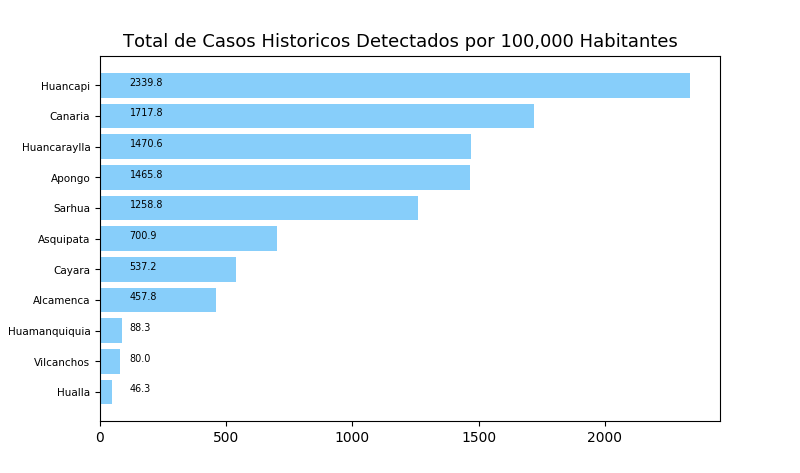 Total de Casos Historicos Detectados por 100,000 Habitantes
Huancapi 2339.8
Canaria 1717.8
Huancaraylla 1470.6
Apongo 1465.8
Sarhua 1258.8
Asquipata 700.9
Cayara 537.2
Alcamenca 457.8
Huamanquiquia 88.3
Vilcanchos 80.0
Hualla 46.3
0 500 1000 1500 2000